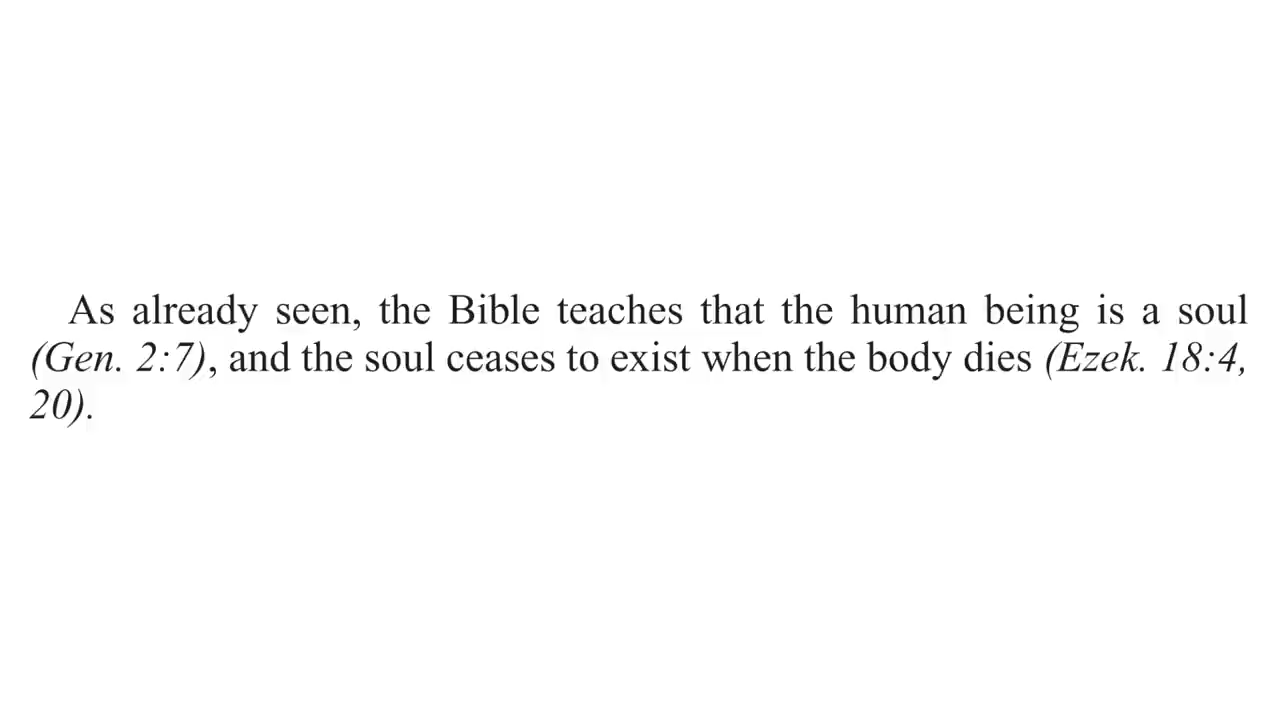 As already seen, the Bible teaches that the human being is a soul
(Gen. 2:7), and the soul ceases to exist when the body dies (Ezek. 18:4,
20).